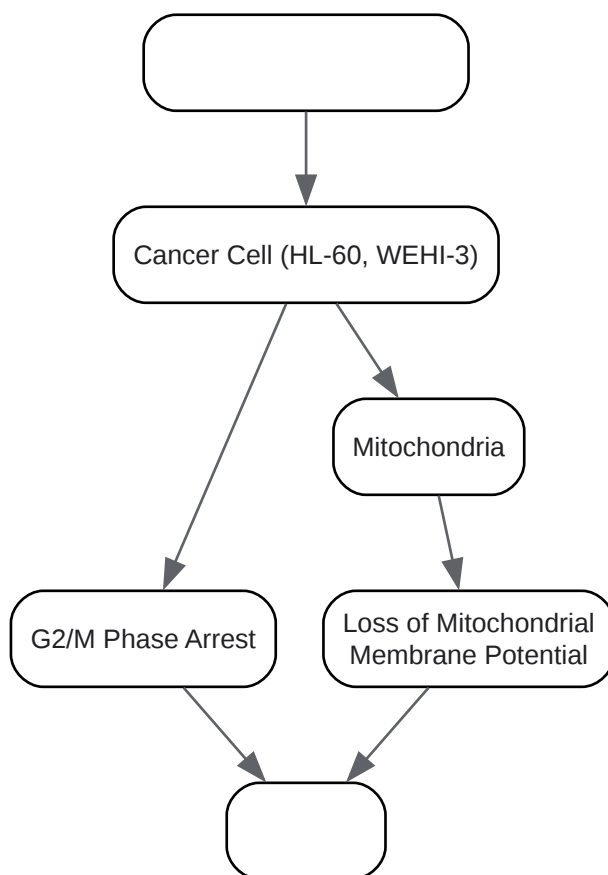 Cancer Cell (HL-60, WEHI-3)
Mitochondria
G2/M Phase Arrest
Loss of Mitochondrial
Membrane Potential